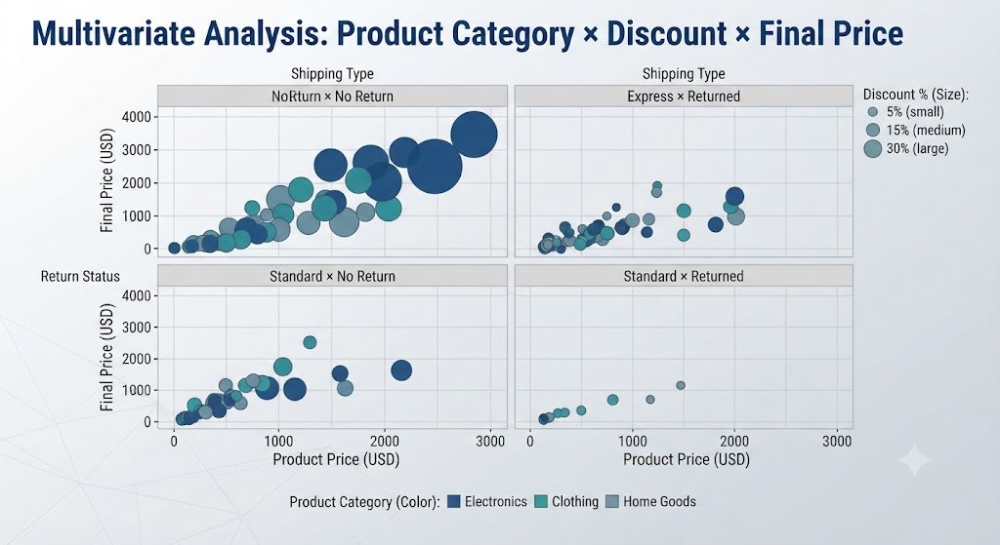 Multivariate Analysis: Product Category × Discount × Final Price
Shipping Type
Shipping Type
NoRturn × No Return
Express × Returned
Discount % (Size):
5% (small)
15% (medium)
30% (large)
Final Price (USD)
4000
3000
2000
1000
0
Return Status
Standard × No Return
Standard × Returned
Final Price (USD)
4000
3000
2000
1000
0
0 1000 2000 3000
0 1000 2000 3000
Product Price (USD)
Product Price (USD)
Product Category (Color): Electronics Clothing Home Goods